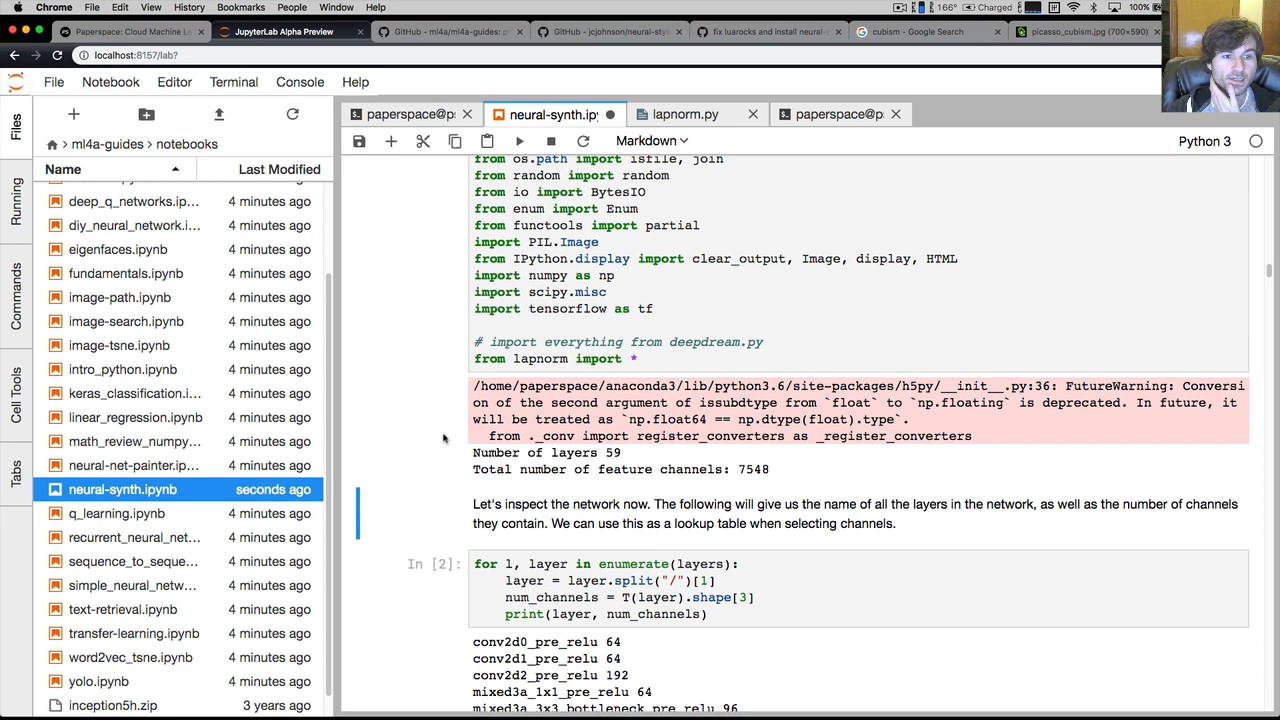 Chrome File Edit View History Bookmarks People Window Help 166° Charged 100%
Paperspace: Cloud Machine Le
JupyterLab Alpha Preview
GitHub - ml4a/ml4a-guides: pr
GitHub - jcjohnson/neural-sty
fix luarocks and install neural-
cubism - Google Search
picasso_cubism.jpg (700×590)
localhost:8157/lab?
File Notebook Editor Terminal Console Help
Files
Running
Commands
Cell Tools
Tabs
ml4a-guides > notebooks
Name Last Modified
deep_q_networks.ip... 4 minutes ago
diy_neural_network.i... 4 minutes ago
eigenfaces.ipynb 4 minutes ago
fundamentals.ipynb 4 minutes ago
image-path.ipynb 4 minutes ago
image-search.ipynb 4 minutes ago
image-tsne.ipynb 4 minutes ago
intro_python.ipynb 4 minutes ago
keras_classification.i... 4 minutes ago
linear_regression.ipynb 4 minutes ago
math_review_numpy... 4 minutes ago
neural-net-painter.ip... 4 minutes ago
neural-synth.ipynb seconds ago
q_learning.ipynb 4 minutes ago
recurrent_neural_net... 4 minutes ago
sequence_to_seque... 4 minutes ago
simple_neural_netw... 4 minutes ago
text-retrieval.ipynb 4 minutes ago
transfer-learning.ipynb 4 minutes ago
word2vec_tsne.ipynb 4 minutes ago
yolo.ipynb 4 minutes ago
inception5h.zip 3 years ago
paperspace@p:
neural-synth.ipy
lapnorm.py
paperspace@p:
Markdown
Python 3
from os.path import isfile, join
from random import random
from io import BytesIO
from enum import Enum
from functools import partial
import PIL.Image
from IPython.display import clear_output, Image, display, HTML
import numpy as np
import scipy.misc
import tensorflow as tf
# import everything from deepdream.py
from lapnorm import *
/home/paperspace/anaconda3/lib/python3.6/site-packages/h5py/__init__.py:36: FutureWarning: Conversi
on of the second argument of issubdtype from `float` to `np.floating` is deprecated. In future, it
will be treated as `np.float64 == np.dtype(float).type`.
from ._conv import register_converters as _register_converters
Number of layers 59
Total number of feature channels: 7548
Let's inspect the network now. The following will give us the name of all the layers in the network, as well as the number of channels
they contain. We can use this as a lookup table when selecting channels.
In [2]:
for l, layer in enumerate(layers):
layer = layer.split("/")[1]
num_channels = T(layer).shape[3]
print(layer, num_channels)
conv2d0_pre_relu 64
conv2d1_pre_relu 64
conv2d2_pre_relu 192
mixed3a_1x1_pre_relu 64
mixed3a_3x3_bottleneck_pre_relu 96